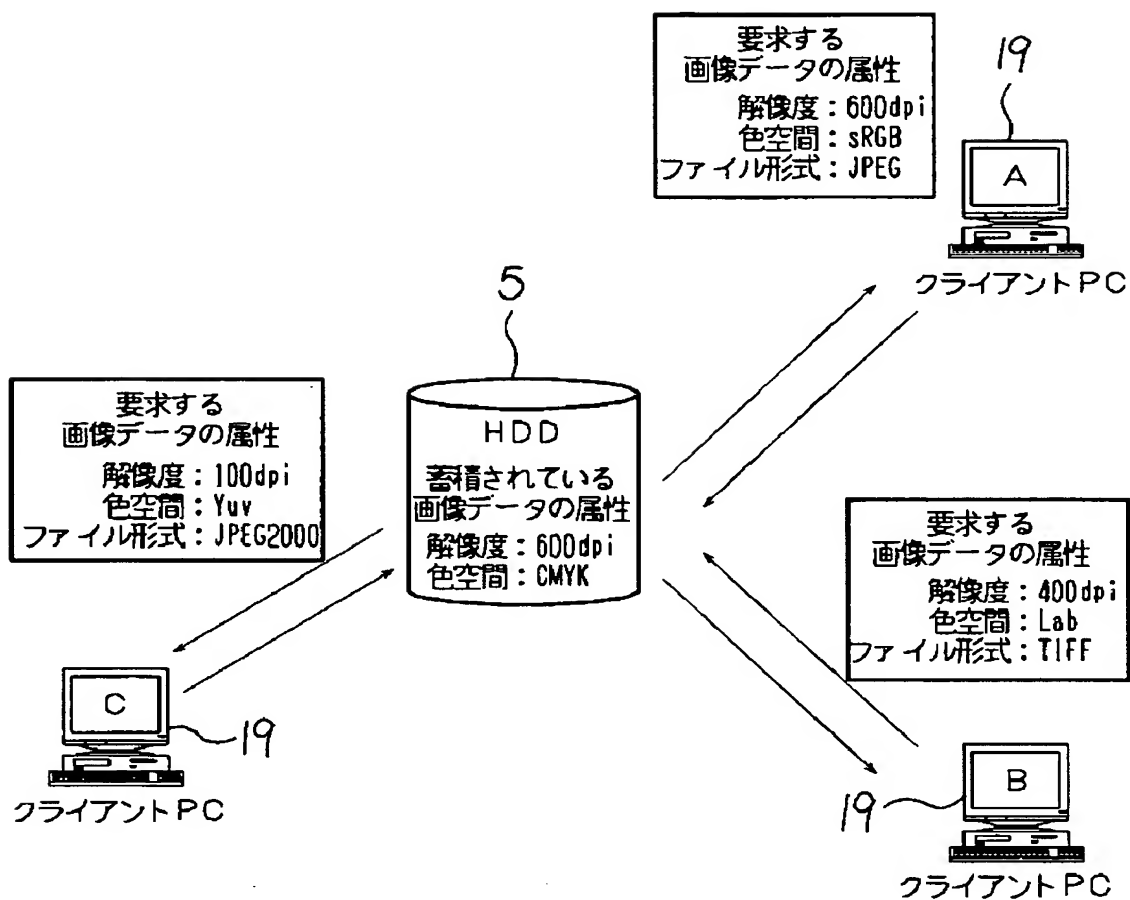 要求する
画像データの属性
解像度：600dpi
色空間：sRGB
ファイル形式：JPEG
19
A
クライアントPC
5
HDD
蓄積されている
画像データの属性
解像度：600dpi
色空間：CMYK
要求する
画像データの属性
解像度：100dpi
色空間：Yuv
ファイル形式：JPEG2000
C
19
クライアントPC
要求する
画像データの属性
解像度：400dpi
色空間：Lab
ファイル形式：TIFF
B
19
クライアントPC